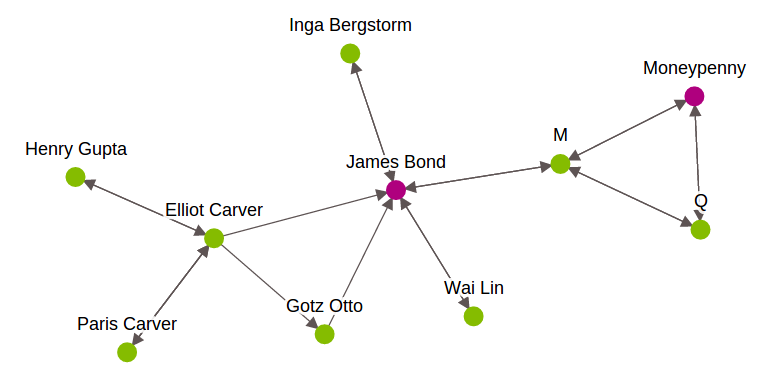 Inga Bergstorm
Moneypenny
M
Henry Gupta
James Bond
Q
Elliot Carver
Wai Lin
Gotz Otto
Paris Carver